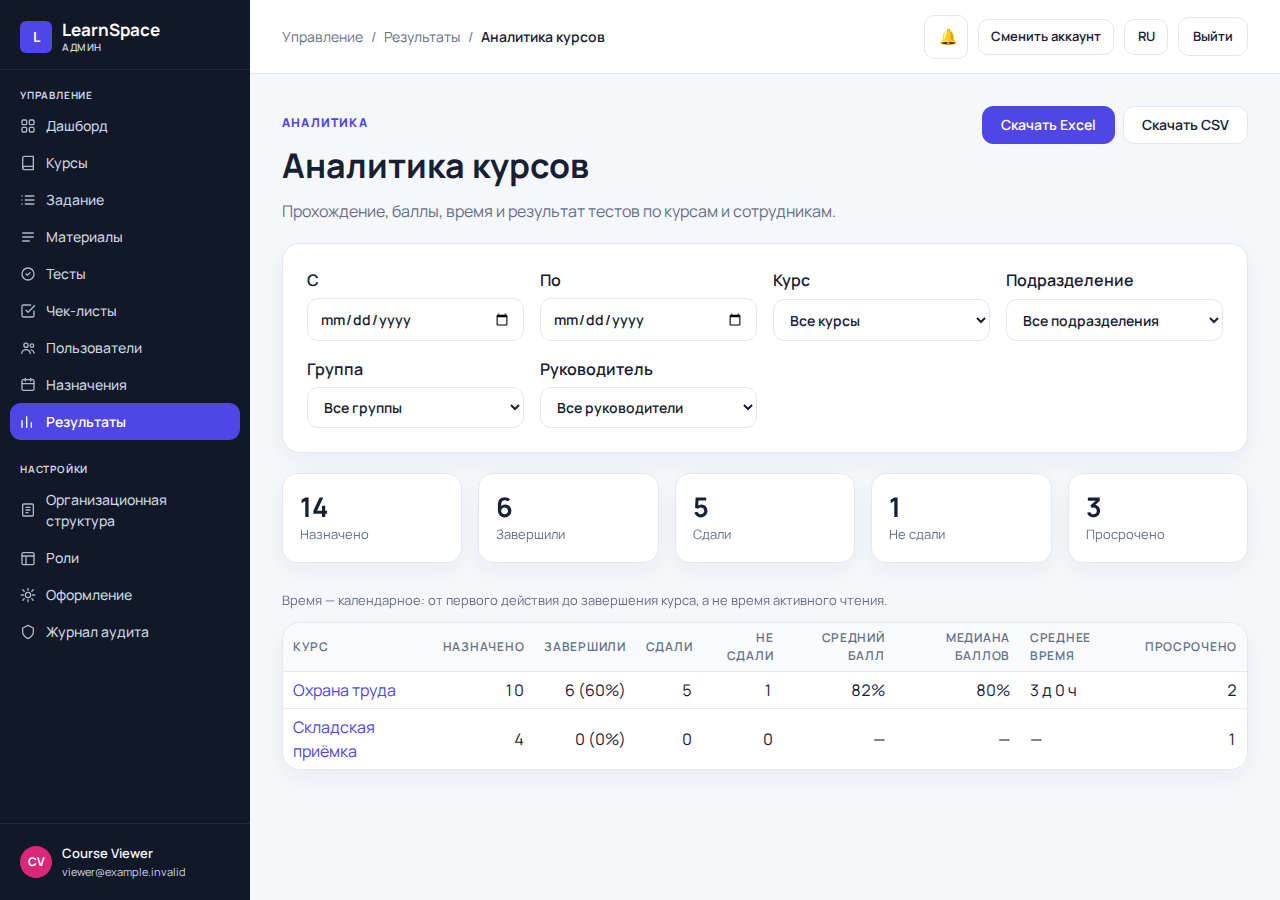 L
LearnSpace
АДМИН
УПРАВЛЕНИЕ
Дашборд
Курсы
Задание
Материалы
Тесты
Чек-листы
Пользователи
Назначения
Результаты
НАСТРОЙКИ
Организационная
структура
Роли
Оформление
Журнал аудита
CV
Course Viewer
viewer@example.invalid
Управление / Результаты / Аналитика курсов
Сменить аккаунт
RU
Выйти
АНАЛИТИКА
Скачать Excel
Скачать CSV
Аналитика курсов
Прохождение, баллы, время и результат тестов по курсам и сотрудникам.
С
По
Курс
Подразделение
mm/dd/yyyy
mm/dd/yyyy
Все курсы
Все подразделения
Группа
Руководитель
Все группы
Все руководители
14
Назначено
6
Завершили
5
Сдали
1
Не сдали
3
Просрочено
Время — календарное: от первого действия до завершения курса, а не время активного чтения.
КУРС НАЗНАЧЕНО ЗАВЕРШИЛИ СДАЛИ НЕ СДАЛИ СРЕДНИЙ БАЛЛ МЕДИАНА БАЛЛОВ СРЕДНЕЕ ВРЕМЯ ПРОСРОЧЕНО
Охрана труда 10 6 (60%) 5 1 82% 80% 3 д 0 ч 2
Складская приёмка 4 0 (0%) 0 0 — — — 1